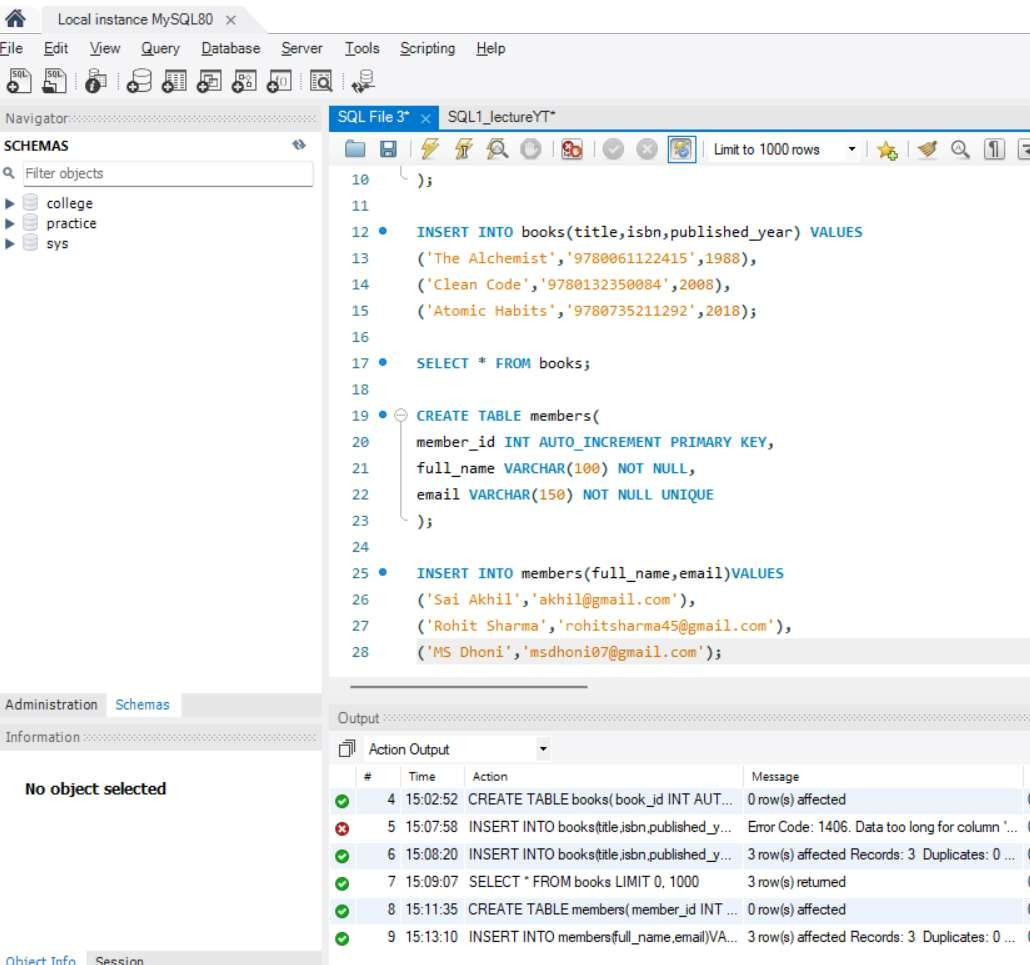 Local instance MySQL80
File Edit View Query Database Server Tools Scripting Help
Navigator
SCHEMAS
Filter objects
college
practice
sys
Administration Schemas
Information
No object selected
Object Info Session
SQL File 3* SQL1_lectureYT*
Limit to 1000 rows
10 );
11
12 INSERT INTO books(title,isbn,published_year) VALUES
13 ('The Alchemist','9780061122415',1988),
14 ('Clean Code','9780132350084',2008),
15 ('Atomic Habits','9780735211292',2018);
16
17 SELECT * FROM books;
18
19 CREATE TABLE members(
20 member_id INT AUTO_INCREMENT PRIMARY KEY,
21 full_name VARCHAR(100) NOT NULL,
22 email VARCHAR(150) NOT NULL UNIQUE
23 );
24
25 INSERT INTO members(full_name,email)VALUES
26 ('Sai Akhil','akhil@gmail.com'),
27 ('Rohit Sharma','rohitsharma45@gmail.com'),
28 ('MS Dhoni','msdhoni07@gmail.com');
Output
Action Output
# Time Action Message
4 15:02:52 CREATE TABLE books( book_id INT AUT... 0 row(s) affected
5 15:07:58 INSERT INTO books(title,isbn,published_y... Error Code: 1406. Data too long for column '...
6 15:08:20 INSERT INTO books(title,isbn,published_y... 3 row(s) affected Records: 3 Duplicates: 0 ...
7 15:09:07 SELECT * FROM books LIMIT 0, 1000 3 row(s) returned
8 15:11:35 CREATE TABLE members( member_id INT ... 0 row(s) affected
9 15:13:10 INSERT INTO members(full_name,email)VA... 3 row(s) affected Records: 3 Duplicates: 0 ...